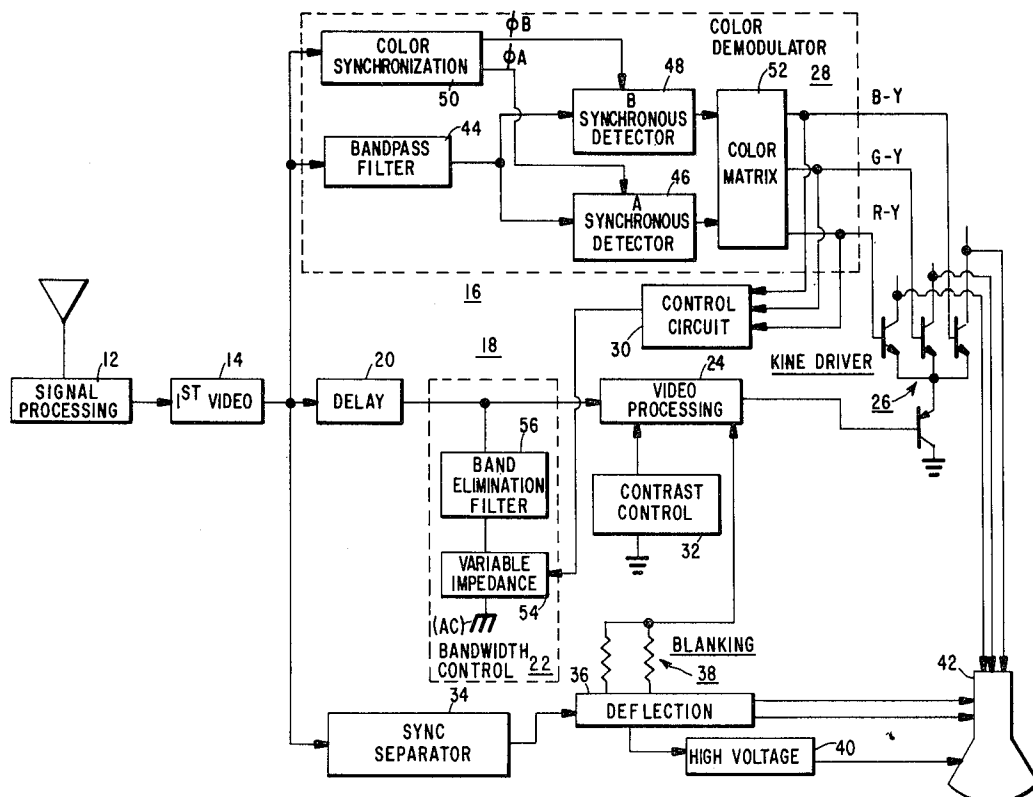 COLOR
DEMODULATOR
28
ϕB
ϕA
COLOR
SYNCHRONIZATION
50
44
BANDPASS
FILTER
48
B
SYNCHRONOUS
DETECTOR
46
A
SYNCHRONOUS
DETECTOR
52
COLOR
MATRIX
B-Y
G-Y
R-Y
16
18
CONTROL
CIRCUIT
30
KINE DRIVER
26
12
SIGNAL
PROCESSING
14
1ST VIDEO
20
DELAY
24
VIDEO
PROCESSING
56
BAND
ELIMINATION
FILTER
VARIABLE
IMPEDANCE
54
(AC)
BANDWIDTH
CONTROL 22
CONTRAST
CONTROL
32
BLANKING
38
34
SYNC
SEPARATOR
36
DEFLECTION
HIGH VOLTAGE
40
42